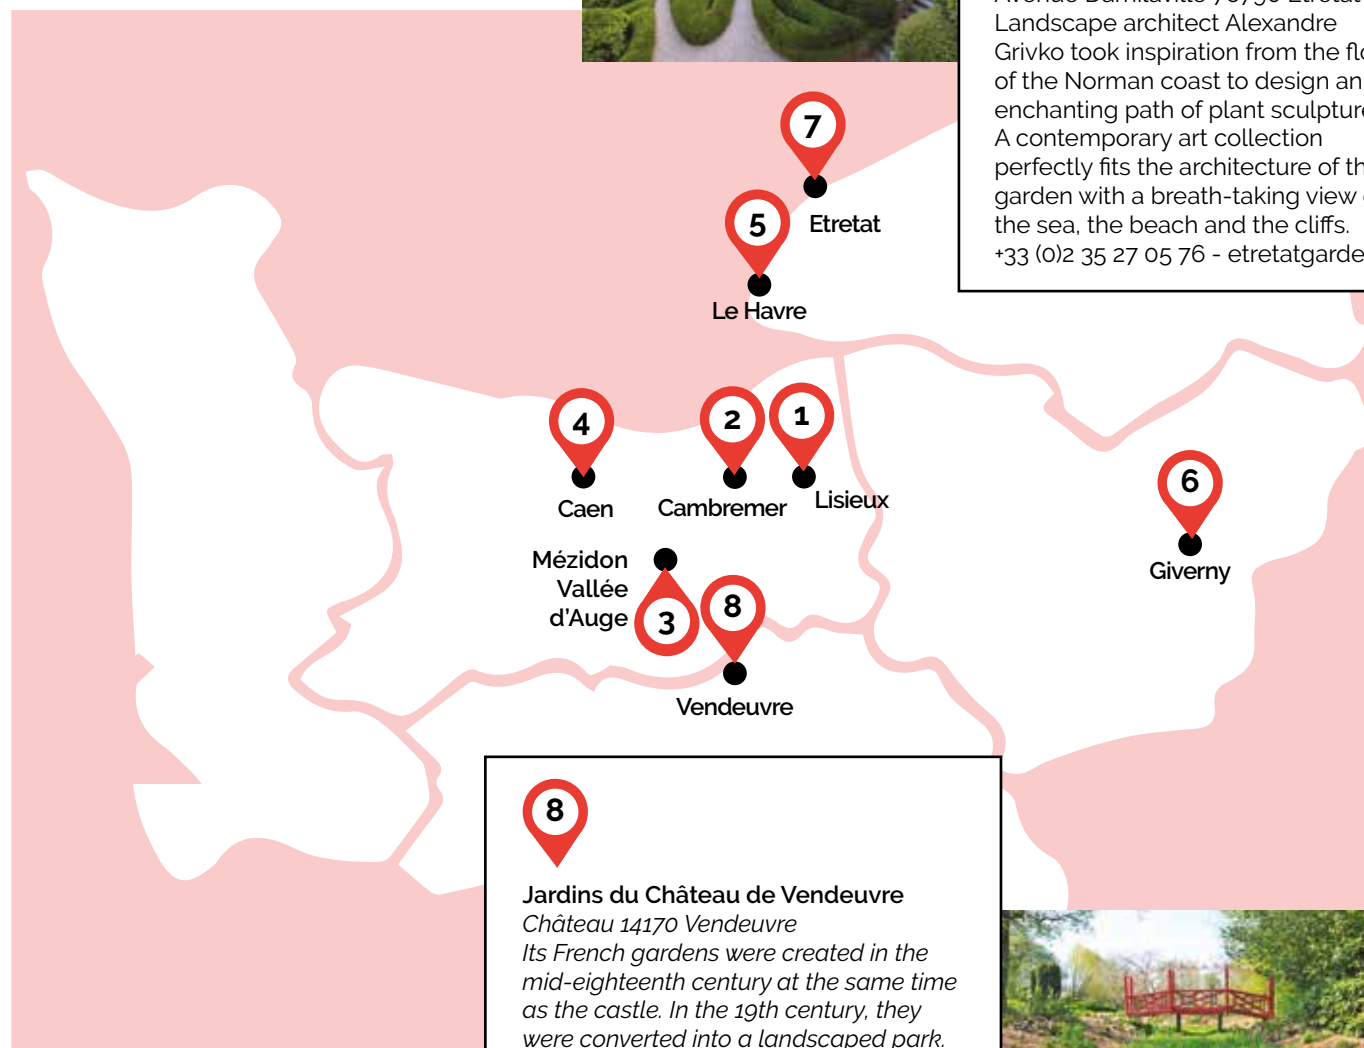 Landscape architect Alexandre
Grivko took inspiration from the
of the Norman coast to design an
enchanting path of plant
A contemporary art collection
perfectly fits the architecture of
garden with a breath-taking view
the sea, the beach and the cliffs.
+33 (0)2 35 27 05 76 -
7
Etretat
5
Le Havre
4
Caen
2
Cambremer
1
Lisieux
6
Giverny
Mézidon
Vallée
d'Auge
3
8
Vendeuvre
8
Jardins du Château de Vendeuvre
Château 14170 Vendeuvre
Its French gardens were created in the
mid-eighteenth century at the same time
as the castle. In the 19th century, they
were converted into a landscaped park.